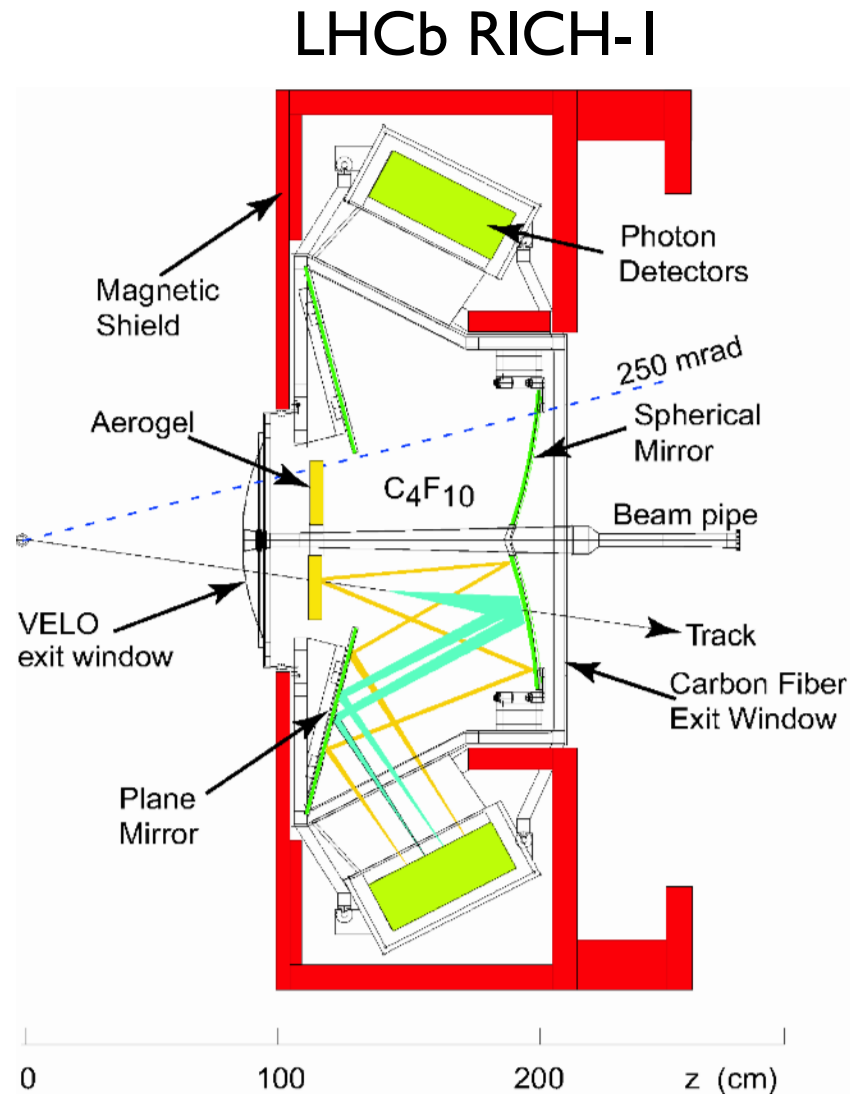 LHCb RICH-1
Photon
Detectors
Magnetic
Shield
250 mrad
Aerogel
Spherical
Mirror
C4F10
Beam pipe
VELO
exit window
Track
Carbon Fiber
Exit Window
Plane
Mirror
0 100 200 z (cm)